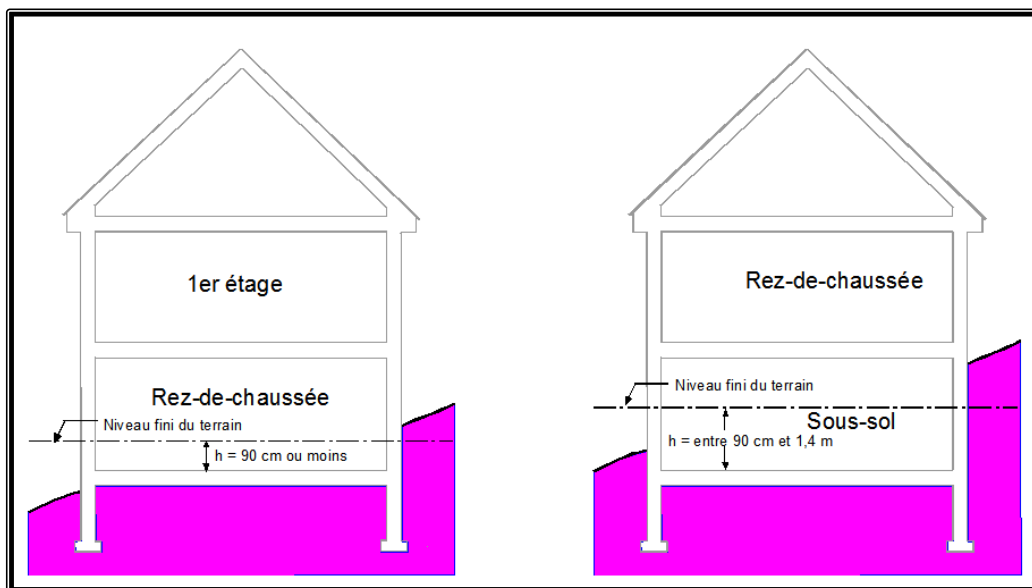 1er étage
Rez-de-chaussée
Niveau fini du terrain
h = 90 cm ou moins
Rez-de-chaussée
Niveau fini du terrain
Sous-sol
h = entre 90 cm et 1,4 m